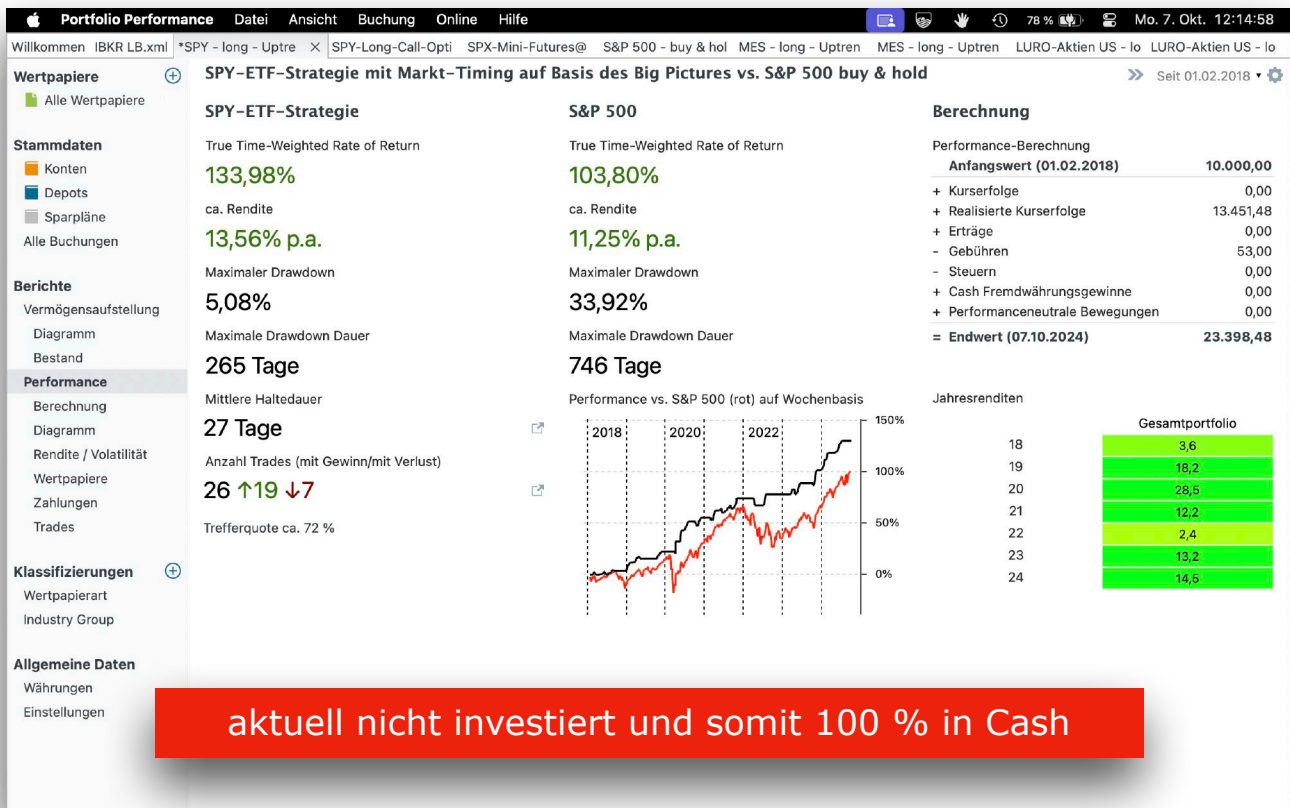 Portfolio Performance Datei Ansicht Buchung Online Hilfe 78 % Mo. 7. Okt. 12:14:58
Willkommen IBKR LB.xml *SPY - long - Uptre × SPY-Long-Call-Opti SPX-Mini-Futures@ S&P 500 - buy & hol MES - long - Uptren MES - long - Uptren LURO-Aktien US - lo LURO-Aktien US - lo
Wertpapiere
Alle Wertpapiere
Stammdaten
Konten
Depots
Sparpläne
Alle Buchungen
Berichte
Vermögensaufstellung
Diagramm
Bestand
Performance
Berechnung
Diagramm
Rendite / Volatilität
Wertpapiere
Zahlungen
Trades
Klassifizierungen
Wertpapierart
Industry Group
Allgemeine Daten
Währungen
Einstellungen
SPY-ETF-Strategie mit Markt-Timing auf Basis des Big Pictures vs. S&P 500 buy & hold
Seit 01.02.2018
SPY-ETF-Strategie
True Time-Weighted Rate of Return
133,98%
ca. Rendite
13,56% p.a.
Maximaler Drawdown
5,08%
Maximale Drawdown Dauer
265 Tage
Mittlere Haltedauer
27 Tage
Anzahl Trades (mit Gewinn/mit Verlust)
26 ↑19 ↓7
Trefferquote ca. 72 %
S&P 500
True Time-Weighted Rate of Return
103,80%
ca. Rendite
11,25% p.a.
Maximaler Drawdown
33,92%
Maximale Drawdown Dauer
746 Tage
Performance vs. S&P 500 (rot) auf Wochenbasis
2018 2020 2022
150%
100%
50%
0%
Berechnung
Performance-Berechnung
Anfangswert (01.02.2018) 10.000,00
+ Kurserfolge 0,00
+ Realisierte Kurserfolge 13.451,48
+ Erträge 0,00
- Gebühren 53,00
- Steuern 0,00
+ Cash Fremdwährungsgewinne 0,00
+ Performanceneutrale Bewegungen 0,00
= Endwert (07.10.2024) 23.398,48
Jahresrenditen
Gesamtportfolio
18 3,6
19 18,2
20 28,5
21 12,2
22 2,4
23 13,2
24 14,5
aktuell nicht investiert und somit 100 % in Cash